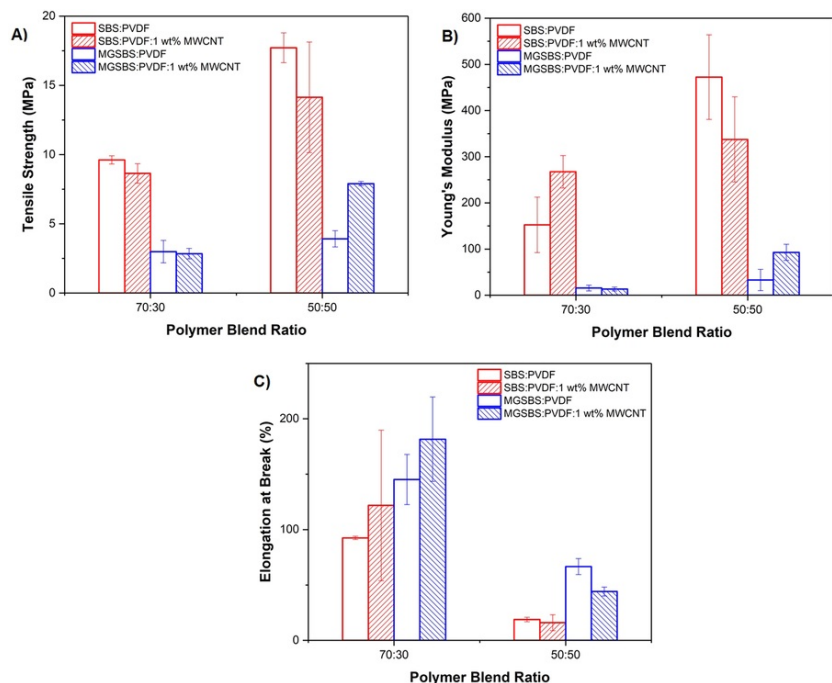 A)
SBS:PVDF
SBS:PVDF:1 wt% MWCNT
MGSBS:PVDF
MGSBS:PVDF:1 wt% MWCNT
20
15
10
5
0
Tensile Strength (MPa)
70:30
50:50
Polymer Blend Ratio
B)
SBS:PVDF
SBS:PVDF:1 wt% MWCNT
MGSBS:PVDF
MGSBS:PVDF:1 wt% MWCNT
600
500
400
300
200
100
0
Young's Modulus (MPa)
70:30
50:50
Polymer Blend Ratio
C)
SBS:PVDF
SBS:PVDF:1 wt% MWCNT
MGSBS:PVDF
MGSBS:PVDF:1 wt% MWCNT
200
100
0
Elongation at Break (%)
70:30
50:50
Polymer Blend Ratio